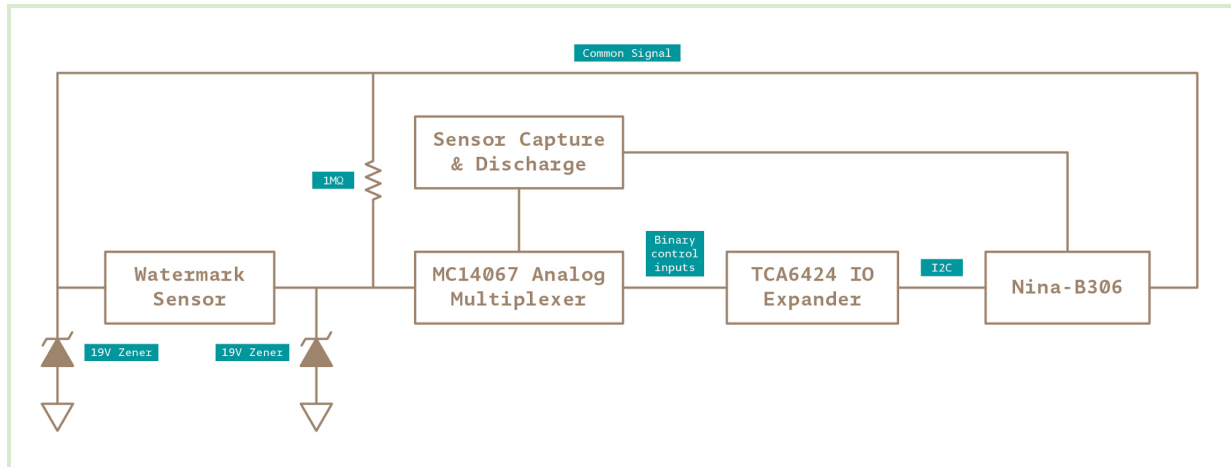 Common Signal
Sensor Capture
& Discharge
1MΩ
Binary
control
inputs
Watermark
Sensor
MC14067 Analog
Multiplexer
TCA6424 IO
Expander
I2C
Nina-B306
19V Zener
19V Zener